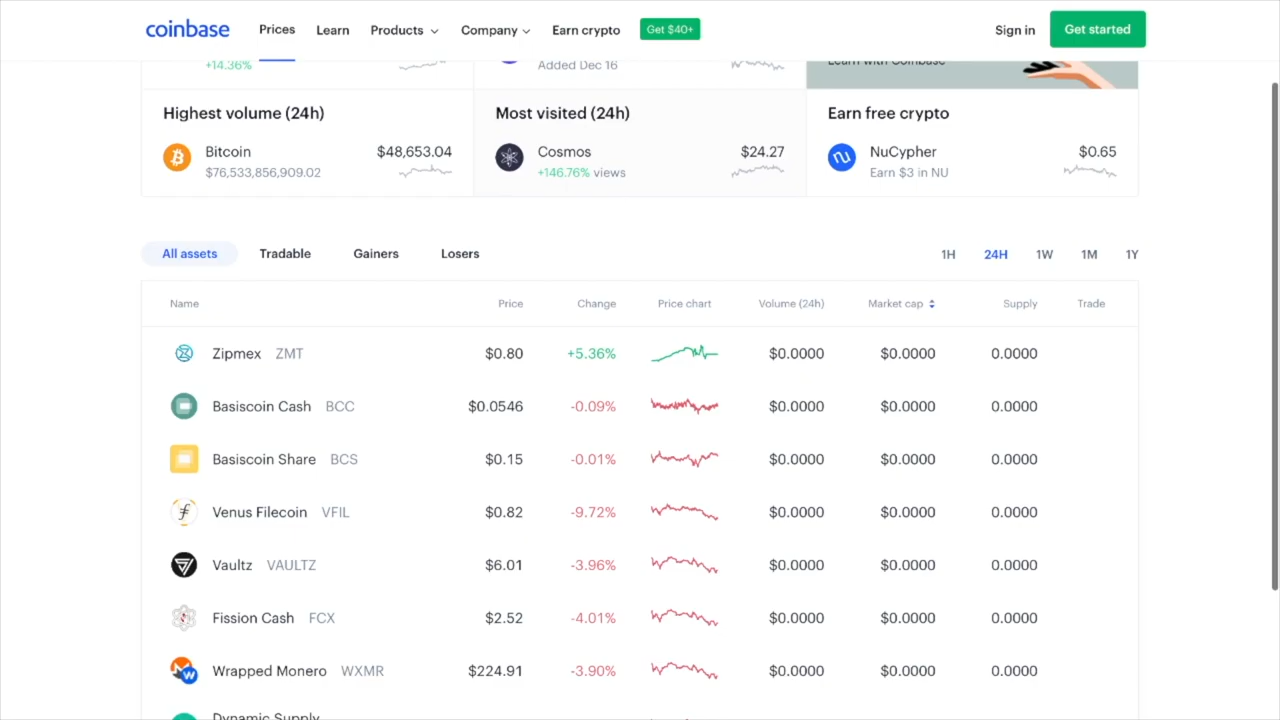 coinbase Prices Learn Products Company Earn crypto Get $40+ Sign in Get started
+14.36% Added Dec 16 Learn with Coinbase
Highest volume (24h) Most visited (24h) Earn free crypto
Bitcoin $48,653.04 Cosmos $24.27 NuCypher $0.65
$76,533,856,909.02 +146.76% views Earn $3 in NU
All assets Tradable Gainers Losers 1H 24H 1W 1M 1Y
Name Price Change Price chart Volume (24h) Market cap Supply Trade
Zipmex ZMT $0.80 +5.36% $0.0000 $0.0000 0.0000
Basiscoin Cash BCC $0.0546 -0.09% $0.0000 $0.0000 0.0000
Basiscoin Share BCS $0.15 -0.01% $0.0000 $0.0000 0.0000
Venus Filecoin VFIL $0.82 -9.72% $0.0000 $0.0000 0.0000
Vaultz VAULTZ $6.01 -3.96% $0.0000 $0.0000 0.0000
Fission Cash FCX $2.52 -4.01% $0.0000 $0.0000 0.0000
Wrapped Monero WXMR $224.91 -3.90% $0.0000 $0.0000 0.0000
Dynamic Supply